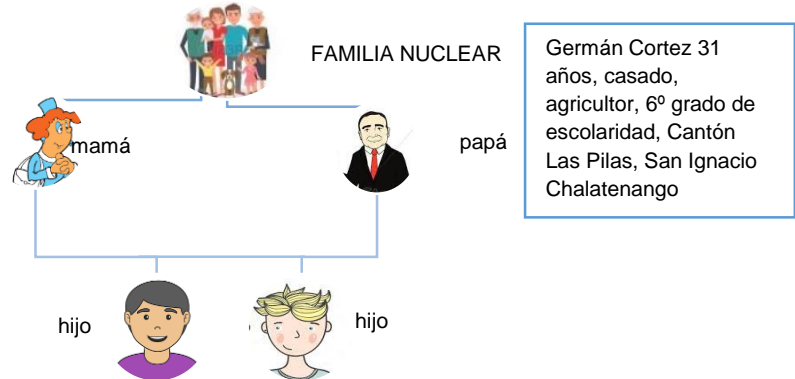 FAMILIA NUCLEAR
Germán Cortez 31
años, casado,
agricultor, 6º grado de
escolaridad, Cantón
Las Pilas, San Ignacio
Chalatenango
mamá
papá
hijo
hijo